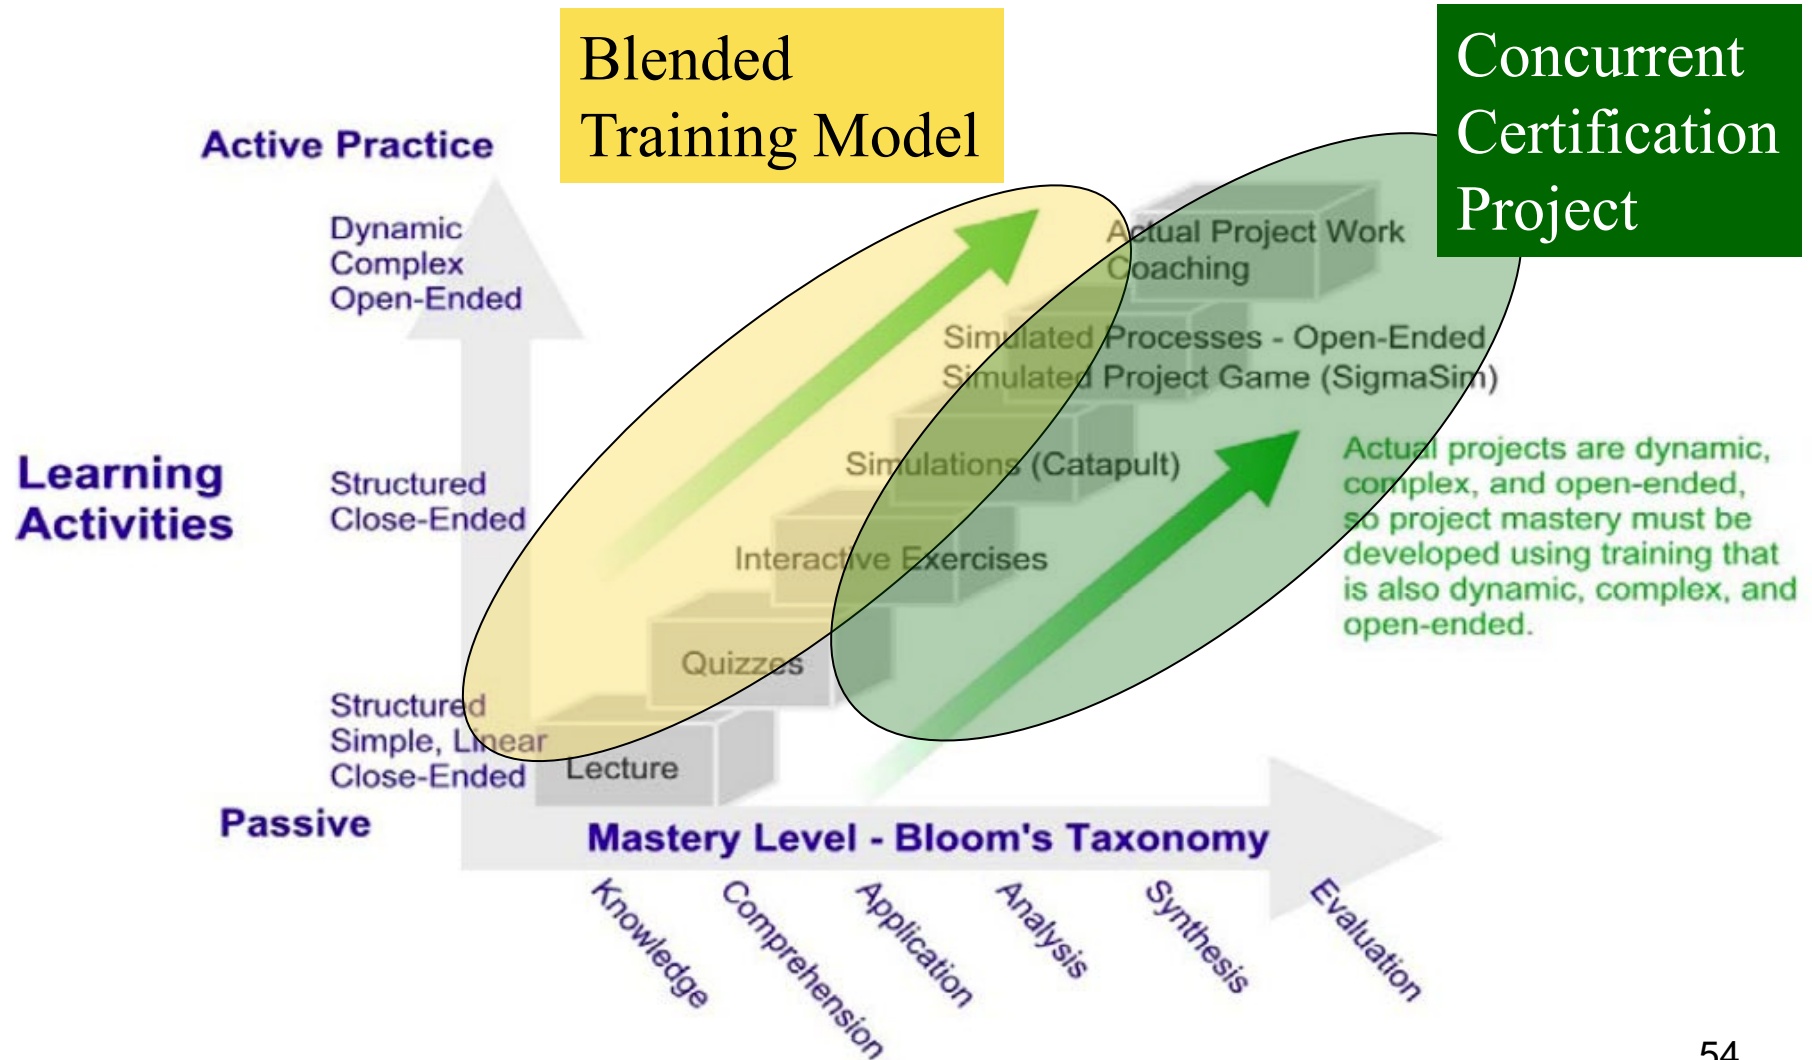 Blended
Training Model
Concurrent
Certification
Project
Active Practice
Dynamic
Complex
Open-Ended
Actual Project Work
Coaching
Simulated Processes - Open-Ended
Simulated Project Game (SigmaSim)
Learning
Activities
Structured
Close-Ended
Simulations (Catapult)
Actual projects are dynamic,
complex, and open-ended,
so project mastery must be
developed using training that
is also dynamic, complex, and
open-ended.
Interactive Exercises
Quizzes
Structured
Simple, Linear
Close-Ended
Lecture
Passive
Mastery Level - Bloom's Taxonomy
Knowledge
Comprehension
Application
Analysis
Synthesis
Evaluation
54